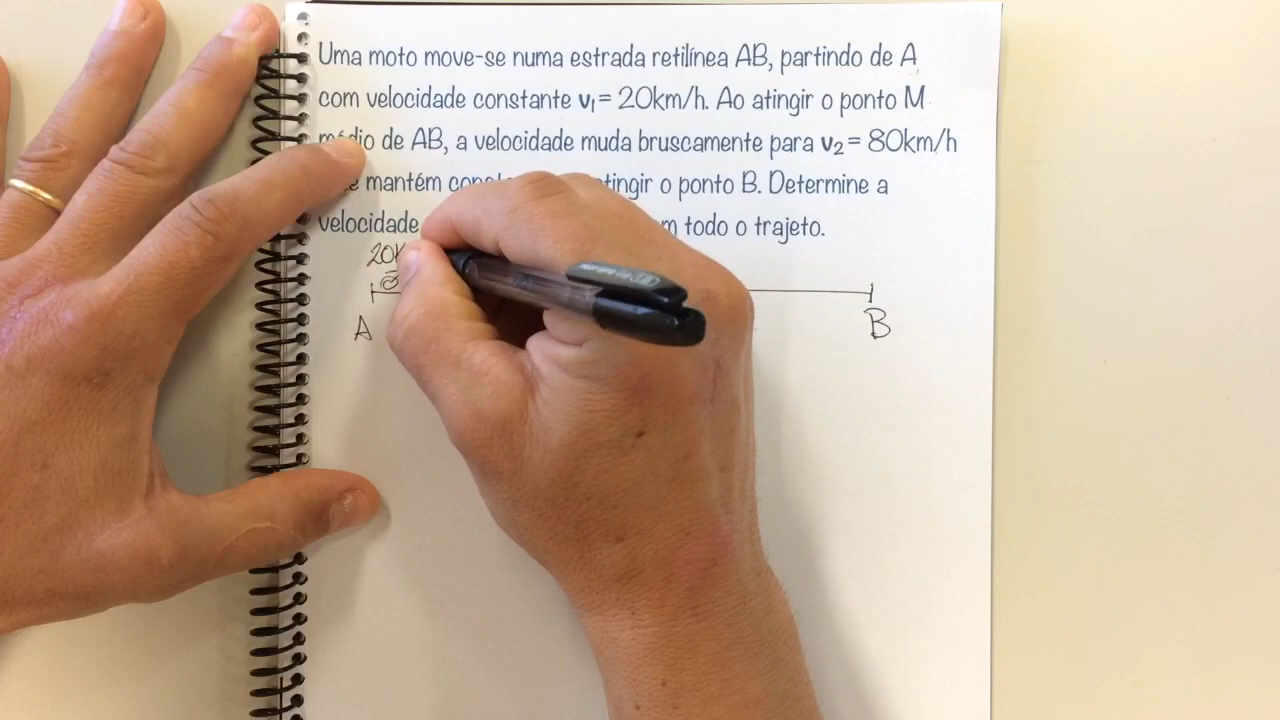 Uma moto move-se numa estrada retilínea AB, partindo de A
com velocidade constante v₁ = 20km/h. Ao atingir o ponto M
médio de AB, a velocidade muda bruscamente para v₂ = 80km/h
mantém o ponto B. Determine a
velocidade todo o trajeto.
A B